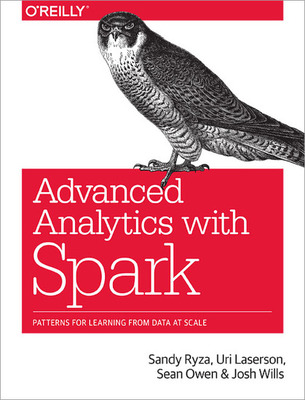 O'REILLY®
Advanced
Analytics with
Spark
PATTERNS FOR LEARNING FROM DATA AT SCALE
Sandy Ryza, Uri Laserson,
Sean Owen & Josh Wills